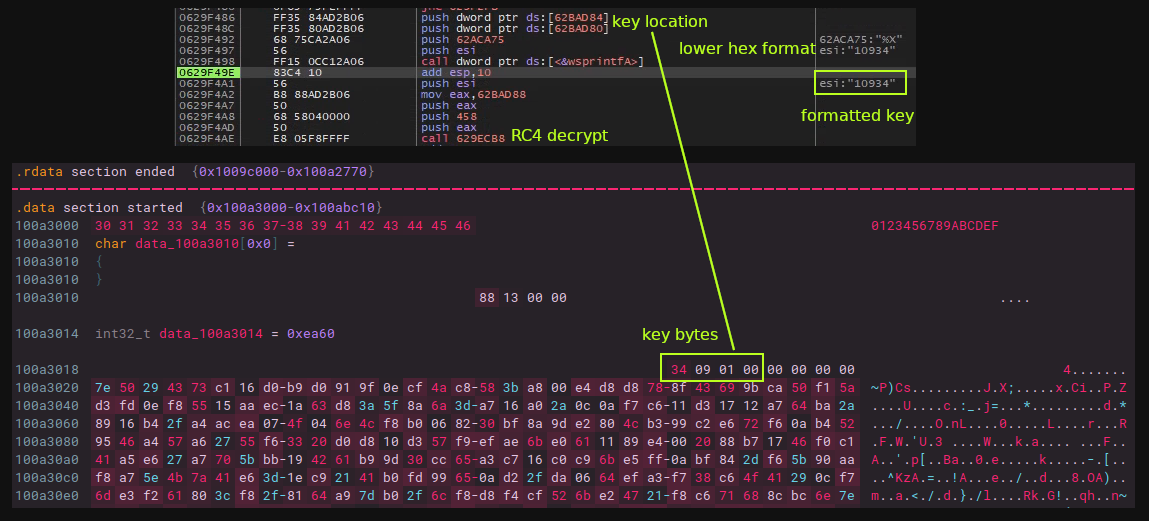 0629F486 FF35 84AD2B06 push dword ptr ds:[62BAD84] key location
0629F48C FF35 80AD2B06 push dword ptr ds:[62BAD80]
0629F492 68 75CA2A06 push 62ACA75 62ACA75:"%X"
0629F497 56 push esi lower hex format esi:"10934"
0629F498 FF15 0CC12A06 call dword ptr ds:[<&wsprintfA>]
0629F49E 83C4 10 add esp,10
0629F4A1 56 push esi esi:"10934"
0629F4A2 B8 88AD2B06 mov eax,62BAD88
0629F4A7 50 push eax
0629F4A8 68 58040000 push 458 formatted key
0629F4AD 50 push eax
0629F4AE E8 05F8FFFF call 629ECB8 RC4 decrypt
.rdata section ended {0x1009c000-0x100a2770}
.data section started {0x100a3000-0x100abc10}
100a3000 30 31 32 33 34 35 36 37-38 39 41 42 43 44 45 46 0123456789ABCDEF
100a3010 char data_100a3010[0x0] =
100a3010 {
100a3010 }
100a3010 88 13 00 00 ....
100a3014 int32_t data_100a3014 = 0xea60
key bytes
100a3018 34 09 01 00 00 00 00 00 4.......
100a3020 7e 50 29 43 73 c1 16 d0-b9 d0 91 9f 0e cf 4a c8-58 3b a8 00 e4 d8 d8 78-8f 43 69 9b ca 50 f1 5a ~P)Cs.........J.X;.....x.Ci..P.Z
100a3040 d3 fd 0e f8 55 15 aa ec-1a 63 d8 3a 5f 8a 6a 3d-a7 16 a0 2a 0c 0a f7 c6-11 d3 17 12 a7 64 ba 2a ....U....c.:_.j=...*.........d.*
100a3060 89 16 b4 2f a4 ac ea 07-4f 04 6e 4c f8 b0 06 82-30 bf 8a 9d e2 80 4c b3-99 c2 e6 72 f6 0a b4 52 .../....O.nL....0.....L....r...R
100a3080 95 46 a4 57 a6 27 55 f6-33 20 d0 d8 10 d3 57 f9-ef ae 6b e0 61 11 89 e4-00 20 88 b7 17 46 f0 c1 .F.W.'U.3 ....W...k.a.... ...F..
100a30a0 41 a5 e6 27 a7 70 5b bb-19 42 61 b9 9d 30 cc 65-a3 c7 16 c0 c9 6b e5 ff-0a bf 84 2d f6 5b 90 aa A..'.p[..Ba..0.e.....k.....-.[..
100a30c0 f8 a7 5e 4b 7a 41 e6 3d-1e c9 21 41 b0 fd 99 65-0a d2 2f da 06 64 ef a3-f7 38 c6 4f 41 29 0c f7 ..^KzA.=..!A...e../..d...8.OA)..
100a30e0 6d e3 f2 61 80 3c f8 2f-81 64 a9 7d b0 2f 6c f8-d8 f4 cf 52 6b e2 47 21-f8 c6 71 68 8c bc 6e 7e m..a.<./.d.}./l....Rk.G!..qh..n~